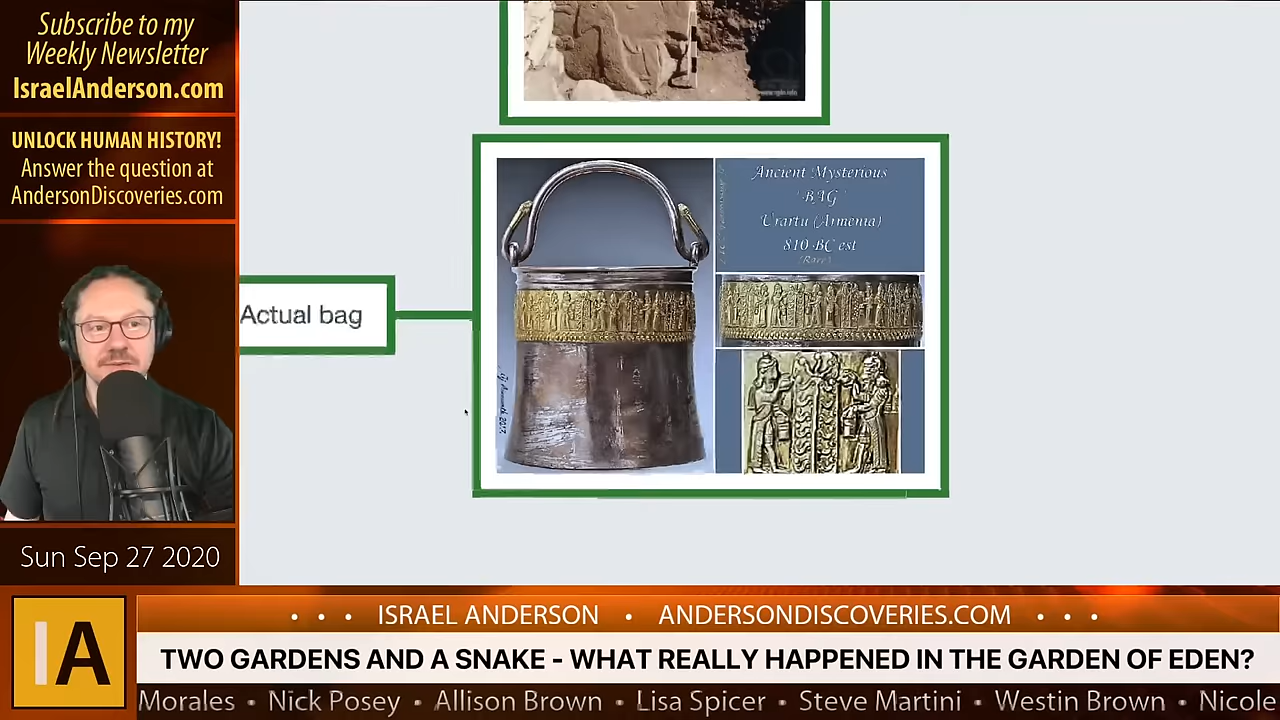 Subscribe to my
Weekly Newsletter
IsraelAnderson.com
UNLOCK HUMAN HISTORY!
Answer the question at
AndersonDiscoveries.com
Actual bag
Ancient Mysterious
"BAG"
Urartu (Armenia)
810 BC est
(Rare)
Sun Sep 27 2020
IA
• • • ISRAEL ANDERSON • ANDERSONDISCOVERIES.COM • • •
TWO GARDENS AND A SNAKE - WHAT REALLY HAPPENED IN THE GARDEN OF EDEN?
Morales • Nick Posey • Allison Brown • Lisa Spicer • Steve Martini • Westin Brown • Nicole